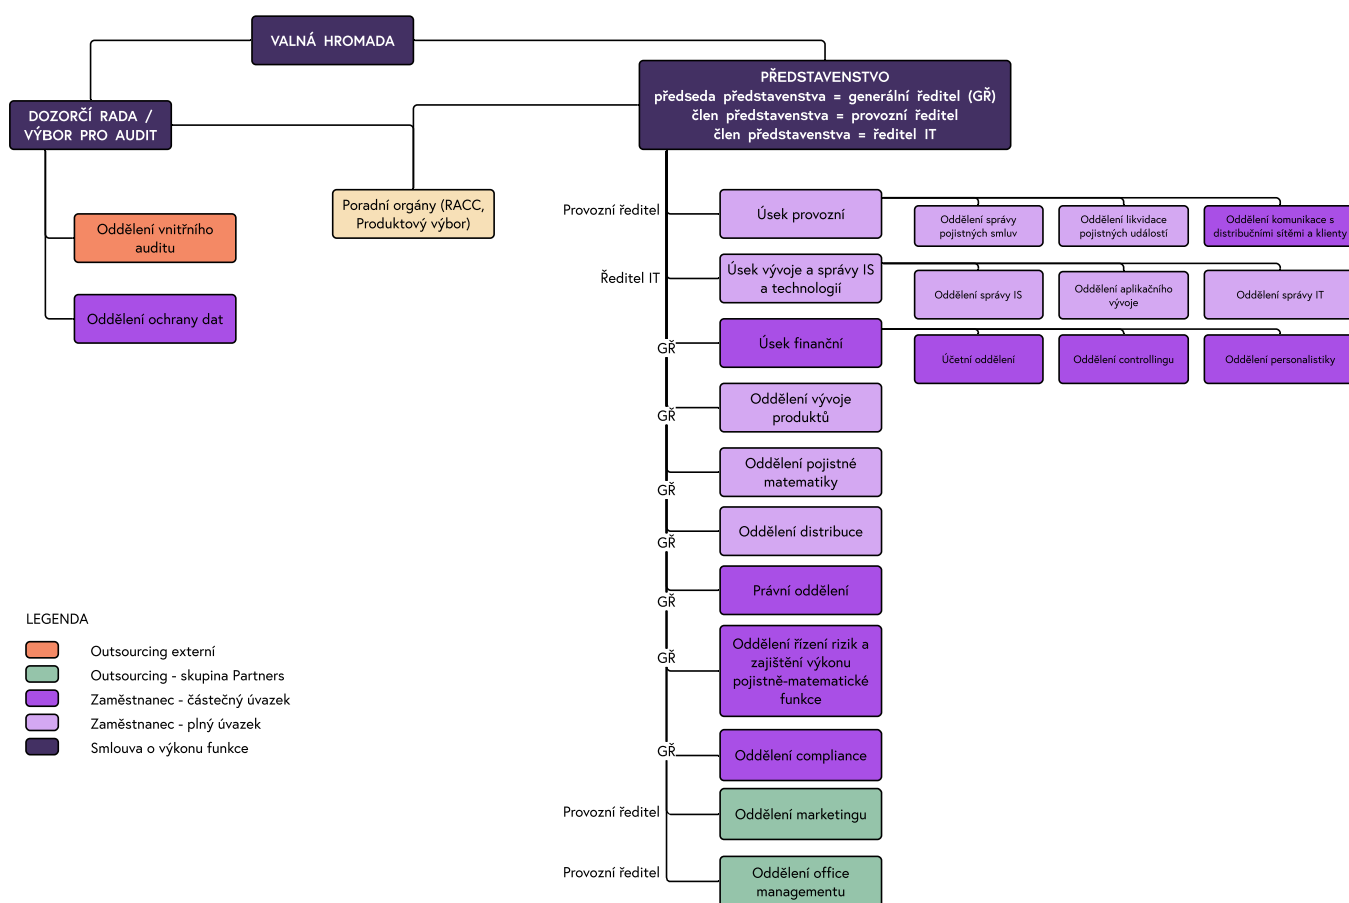 VALNÁ HROMADA
PŘEDSTAVENSTVO
předseda představenstva = generální ředitel (GŘ)
člen představenstva = provozní ředitel
člen představenstva = ředitel IT
DOZORČÍ RADA /
VÝBOR PRO AUDIT
Poradní orgány (RACC,
Produktový výbor)
Oddělení vnitřního
auditu
Oddělení ochrany dat
Provozní ředitel
Úsek provozní
Oddělení správy
pojistných smluv
Oddělení likvidace
pojistných událostí
Oddělení komunikace s
distribučními sítěmi a klienty
Ředitel IT
Úsek vývoje a správy IS
a technologií
Oddělení správy IS
Oddělení aplikačního
vývoje
Oddělení správy IT
GŘ
Úsek finanční
Účetní oddělení
Oddělení controllingu
Oddělení personalistiky
GŘ
Oddělení vývoje
produktů
GŘ
Oddělení pojistné
matematiky
GŘ
Oddělení distribuce
GŘ
Právní oddělení
GŘ
Oddělení řízení rizik a
zajištění výkonu
pojistně-matematické
funkce
GŘ
Oddělení compliance
Provozní ředitel
Oddělení marketingu
Provozní ředitel
Oddělení office
managementu
LEGENDA
Outsourcing externí
Outsourcing - skupina Partners
Zaměstnanec - částečný úvazek
Zaměstnanec - plný úvazek
Smlouva o výkonu funkce